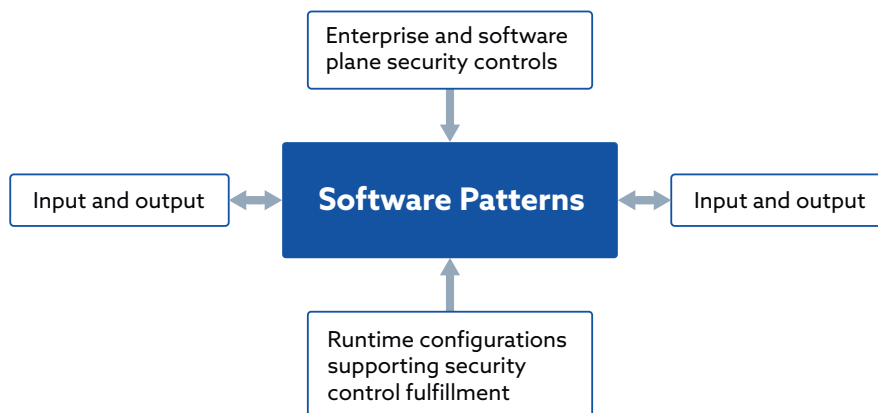 Enterprise and software
plane security controls
Input and output
Software Patterns
Input and output
Runtime configurations
supporting security
control fulfillment